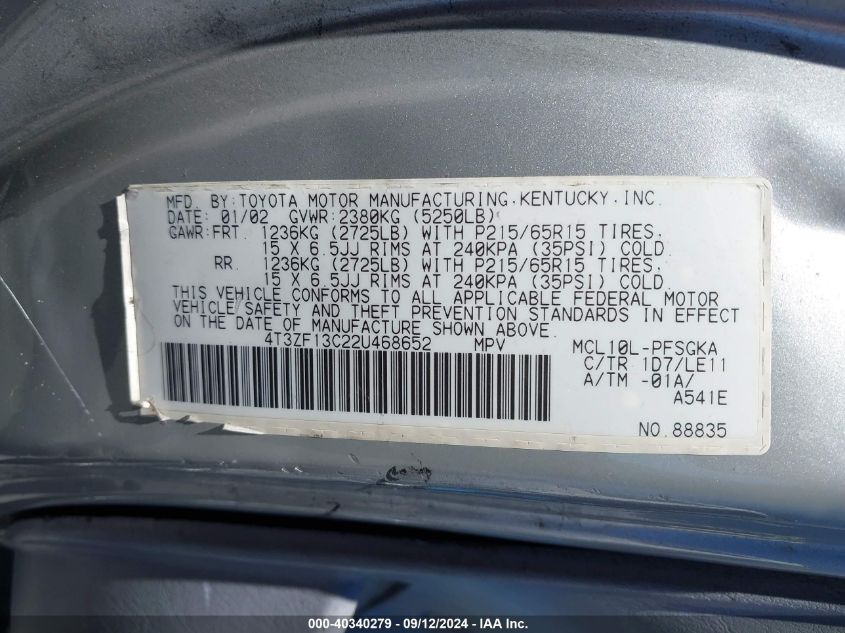 MFD. BY: TOYOTA MOTOR MANUFACTURING, KENTUCKY, INC.
DATE: 01/02 GVWR: 2380KG (5250LB)
GAWR: FRT. 1236KG (2725LB) WITH P215/65R15 TIRES.
15 X 6.5JJ RIMS AT 240KPA (35PSI) COLD.
RR. 1236KG (2725LB) WITH P215/65R15 TIRES.
15 X 6.5JJ RIMS AT 240KPA (35PSI) COLD.
THIS VEHICLE CONFORMS TO ALL APPLICABLE FEDERAL MOTOR
VEHICLE/SAFETY AND THEFT PREVENTION STANDARDS IN EFFECT
ON THE DATE OF MANUFACTURE SHOWN ABOVE.
4T3ZF13C22U468652 MPV MCL10L-PFSGKA
C/TR 1D7/LE11
A/TM -01A/
A541E
NO. 88835
000-40340279 - 09/12/2024 - iaai.com